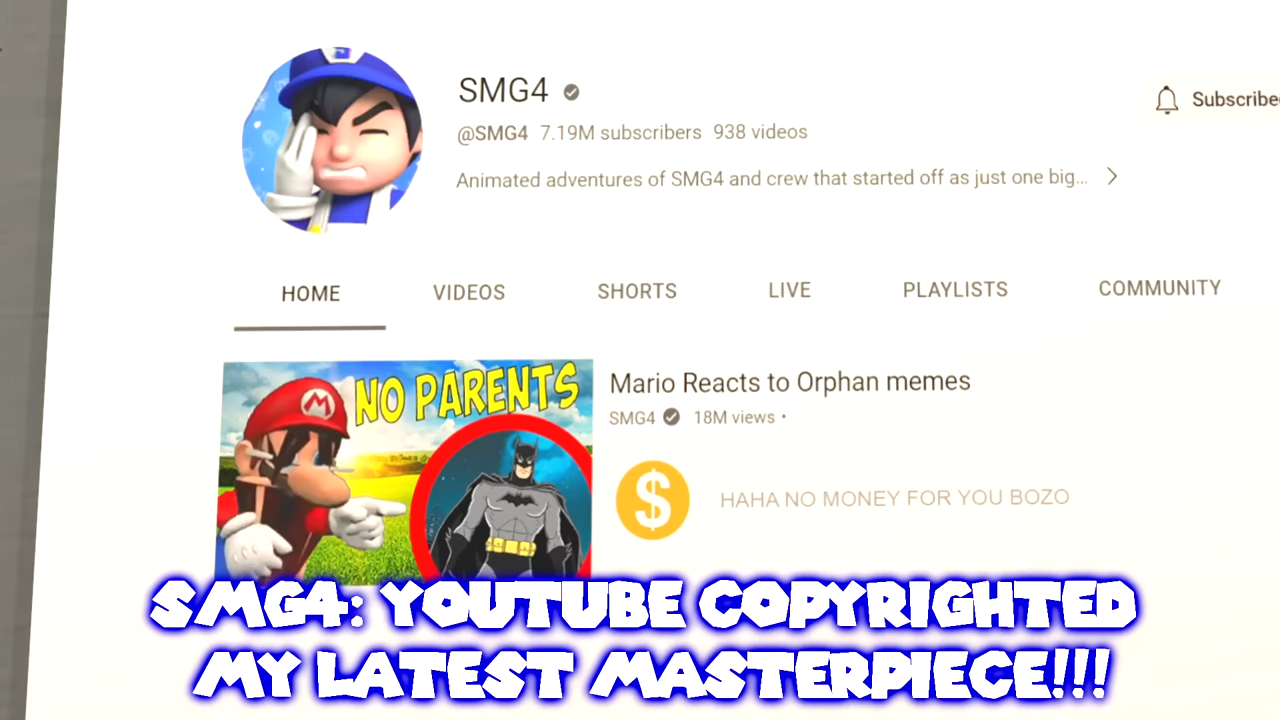 SMG4
@SMG4 7.19M subscribers 938 videos
Subscribed
Animated adventures of SMG4 and crew that started off as just one big...
HOME VIDEOS SHORTS LIVE PLAYLISTS COMMUNITY
NO PARENTS
M
Mario Reacts to Orphan memes
SMG4 18M views •
$ HAHA NO MONEY FOR YOU BOZO
SMG4: YOUTUBE COPYRIGHTED
MY LATEST MASTERPIECE!!!